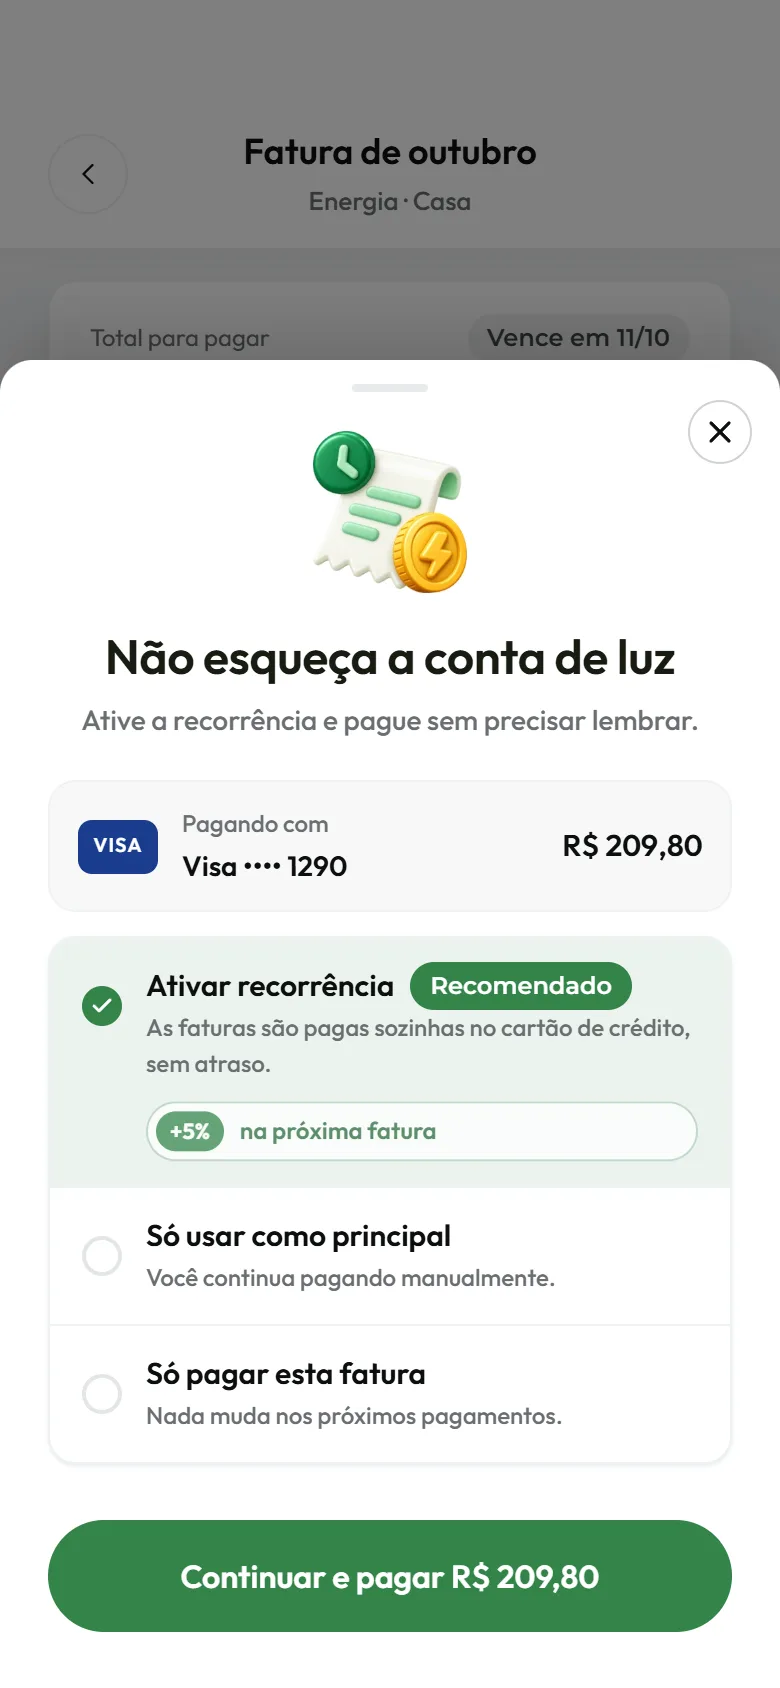 Fatura de outubro
Energia · Casa
Total para pagar
Vence em 11/10
Não esqueça a conta de luz
Ative a recorrência e pague sem precisar lembrar.
VISA
Pagando com
Visa •••• 1290
R$ 209,80
Ativar recorrência
Recomendado
As faturas são pagas sozinhas no cartão de crédito,
sem atraso.
+5% na próxima fatura
Só usar como principal
Você continua pagando manualmente.
Só pagar esta fatura
Nada muda nos próximos pagamentos.
Continuar e pagar R$ 209,80